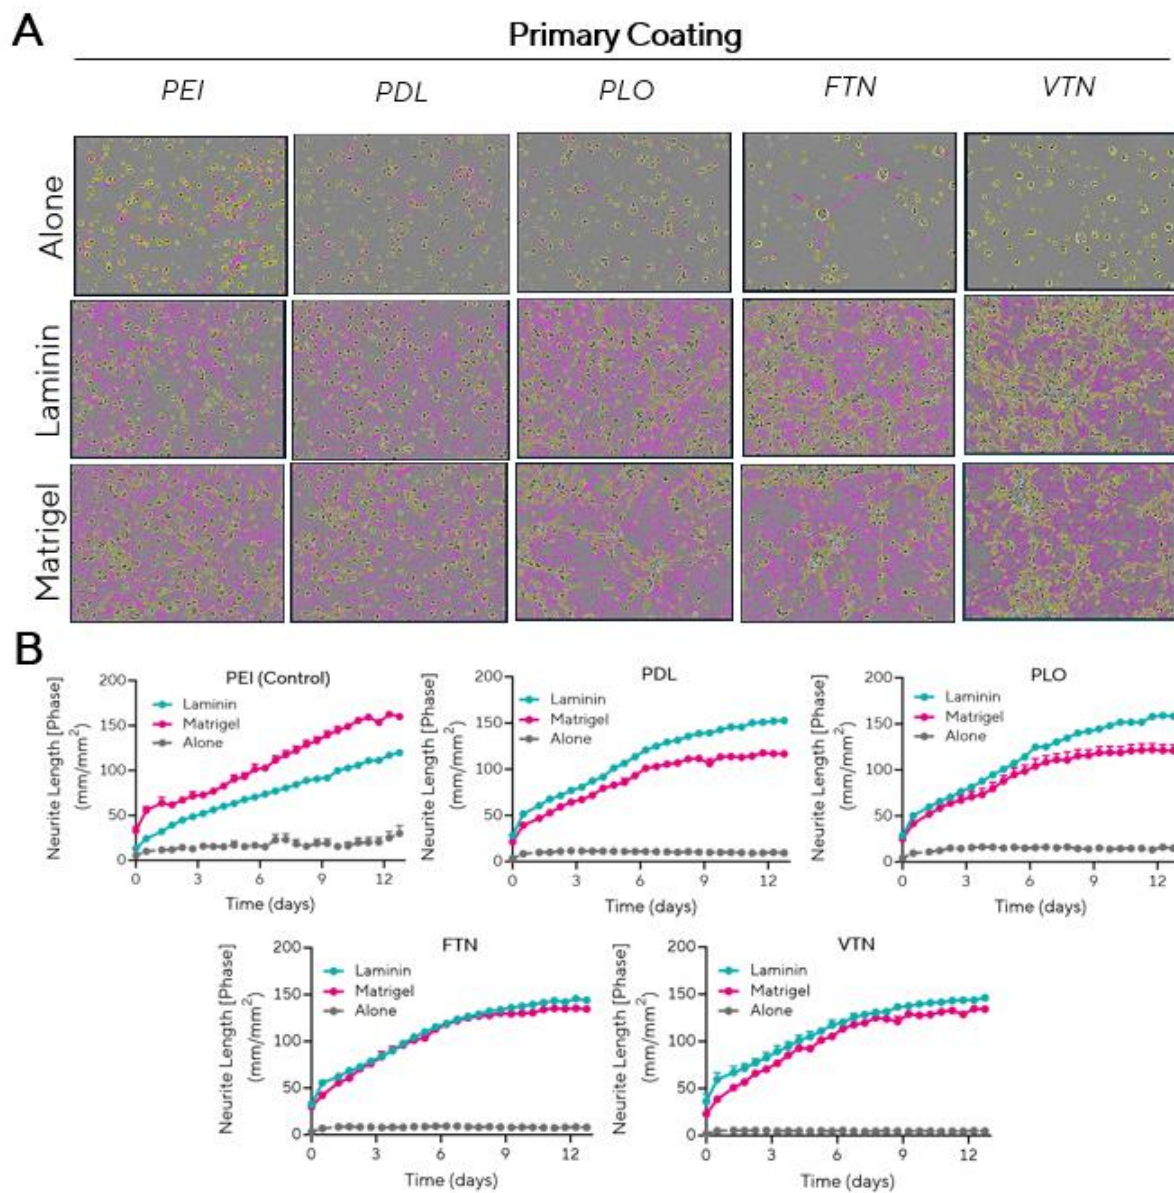 A
Primary Coating
PEI PDL PLO FTN VTN
Alone
Laminin
Matrigel
B
PEI (Control)
Neurite Length [Phase]
(mm/mm²)
200
150
100
50
0
Laminin
Matrigel
Alone
0 3 6 9 12
Time (days)
PDL
Neurite Length [Phase]
(mm/mm²)
200
150
100
50
0
Laminin
Matrigel
Alone
0 3 6 9 12
Time (days)
PLO
Neurite Length [Phase]
(mm/mm²)
200
150
100
50
0
Laminin
Matrigel
Alone
0 3 6 9 12
Time (days)
FTN
Neurite Length [Phase]
(mm/mm²)
200
150
100
50
0
Laminin
Matrigel
Alone
0 3 6 9 12
Time (days)
VTN
Neurite Length [Phase]
(mm/mm²)
200
150
100
50
0
Laminin
Matrigel
Alone
0 3 6 9 12
Time (days)